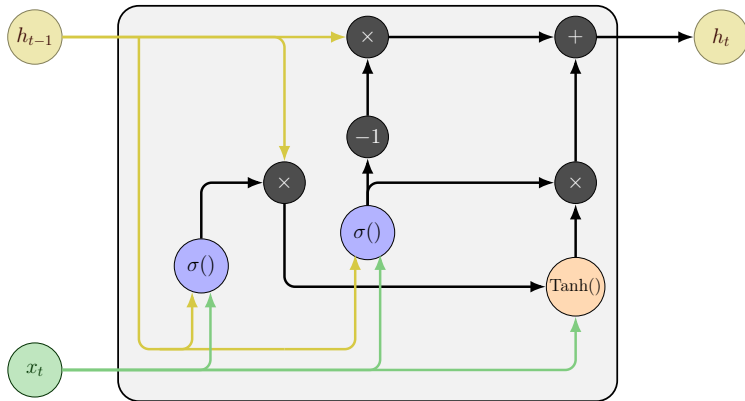 h_{t−1}
×
+
h_t
−1
×
×
σ()
σ()
Tanh()
x_t